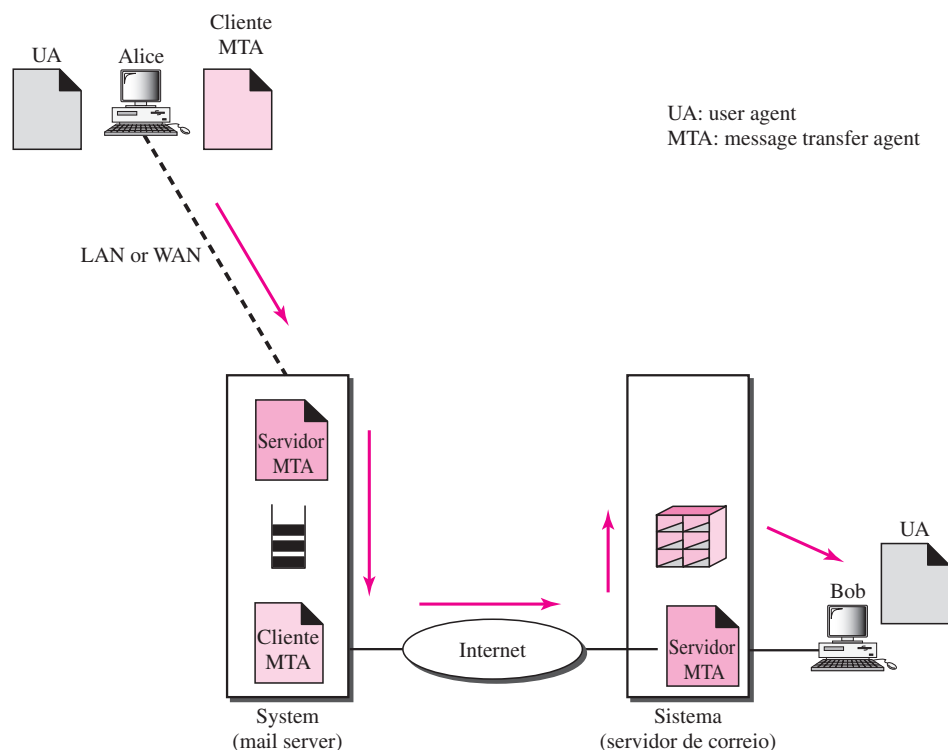 UA
Alice
Cliente
MTA
UA: user agent
MTA: message transfer agent
LAN or WAN
Servidor
MTA
UA
Bob
Cliente
MTA
Internet
Servidor
MTA
System
(mail server)
Sistema
(servidor de correio)